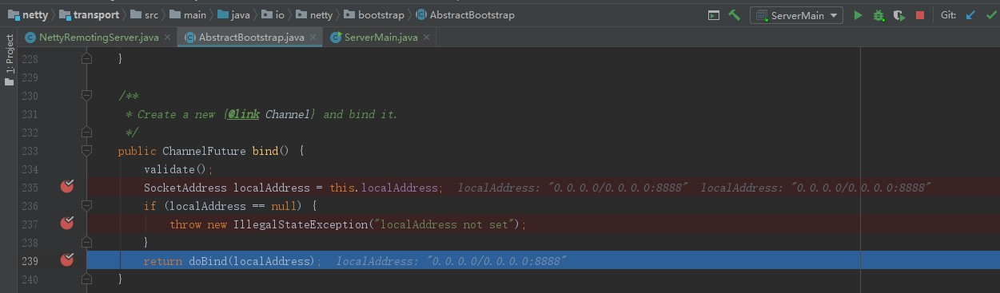 netty transport src main java io netty bootstrap AbstractBootstrap ServerMain Git:
NettyRemotingServer.java × AbstractBootstrap.java × ServerMain.java ×
1: Project
228 }
229
230 /**
231 * Create a new {@link Channel} and bind it.
232 */
233 public ChannelFuture bind() {
234 validate();
235 SocketAddress localAddress = this.localAddress; localAddress: "0.0.0.0/0.0.0.0:8888" localAddress: "0.0.0.0/0.0.0.0:8888"
236 if (localAddress == null) {
237 throw new IllegalStateException("localAddress not set");
238 }
239 return doBind(localAddress); localAddress: "0.0.0.0/0.0.0.0:8888"
240 }